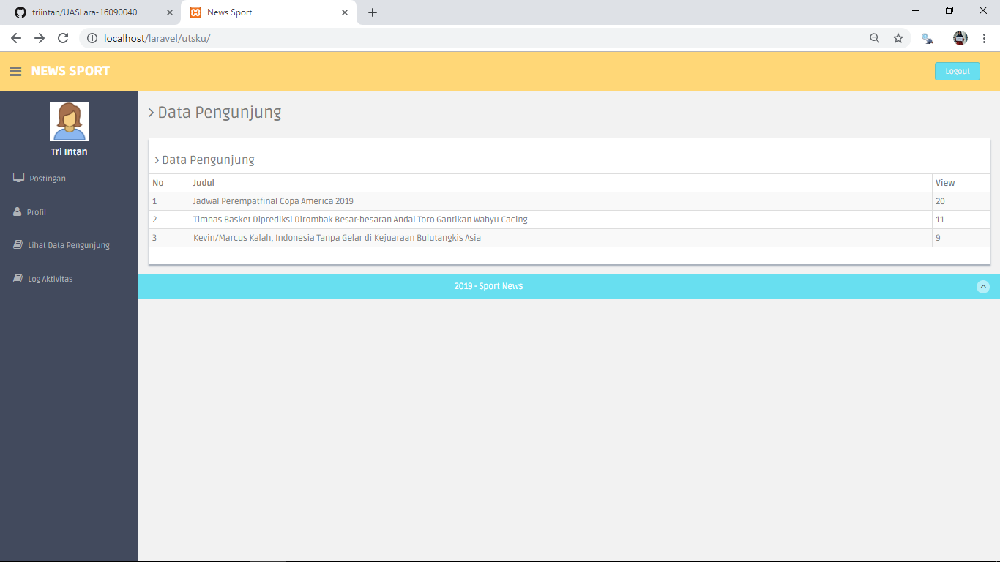 triintan/UASLara-16090040
News Sport
localhost/laravel/utsku/
NEWS SPORT
Logout
Tri Intan
Postingan
Profil
Lihat Data Pengunjung
Log Aktivitas
Data Pengunjung
Data Pengunjung
No Judul View
1 Jadwal Perempatfinal Copa America 2019 20
2 Timnas Basket Diprediksi Dirombak Besar-besaran Andai Toro Gantikan Wahyu Cacing 11
3 Kevin/Marcus Kalah, Indonesia Tanpa Gelar di Kejuaraan Bulutangkis Asia 9
2019 - Sport News